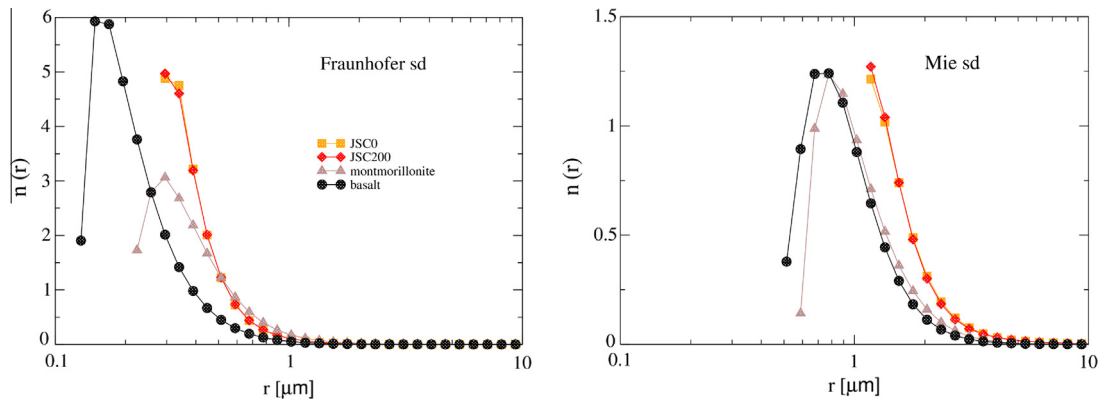 6
5
4
3
2
1
0
n (r)
0.1
1
10
r [μm]
Fraunhofer sd
JSC0
JSC200
montmorillonite
basalt
1.5
1
0.5
0
n (r)
0.1
1
10
r [μm]
Mie sd